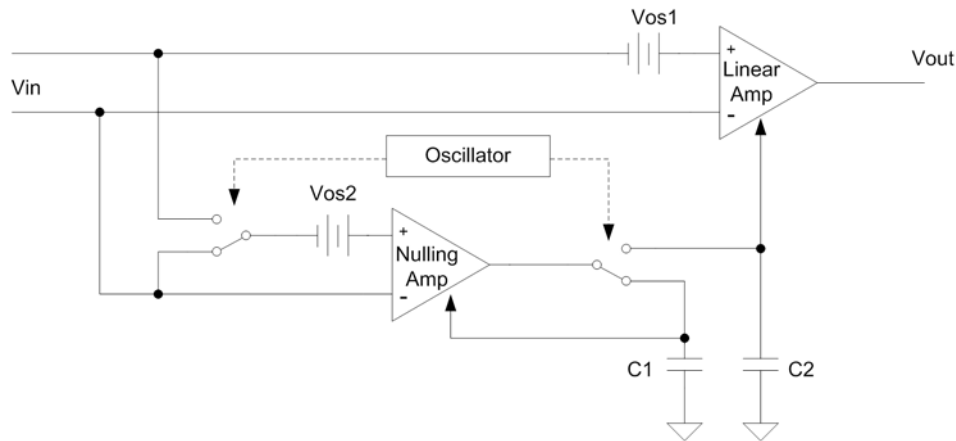 Vos1
+
Linear
Amp
-
Vout
Vin
Oscillator
Vos2
+
Nulling
Amp
-
C1
C2